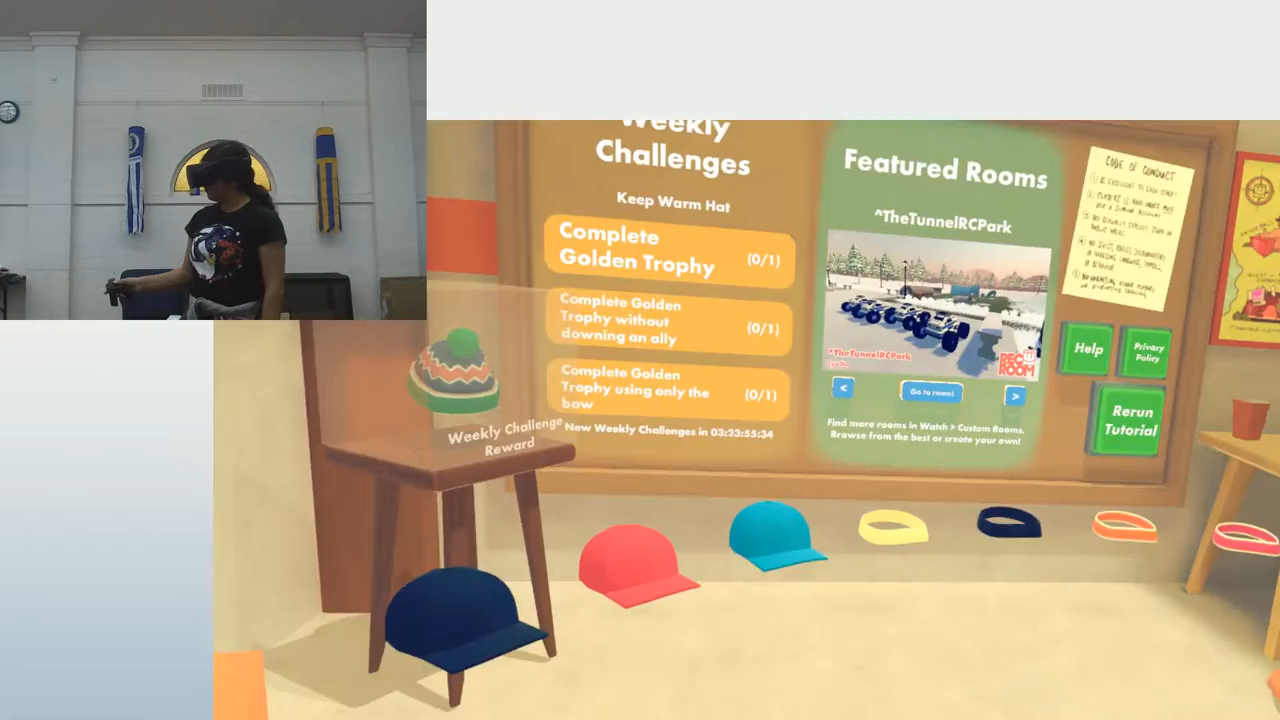 Weekly
Challenges
Keep Warm Hat
Complete
Golden Trophy
(0/1)
Complete Golden
Trophy without
downing an ally
(0/1)
Complete Golden
Trophy using only the
bow
(0/1)
New Weekly Challenges in 03:23:55:34
Weekly Challenge
Reward
Featured Rooms
^TheTunnelRCPark
^TheTunnelRCPark
REC
ROOM
<
Go to room!
>
Find more rooms in Watch > Custom Rooms.
Browse from the best or create your own!
CODE OF CONDUCT
Help
Privacy
Policy
Rerun
Tutorial